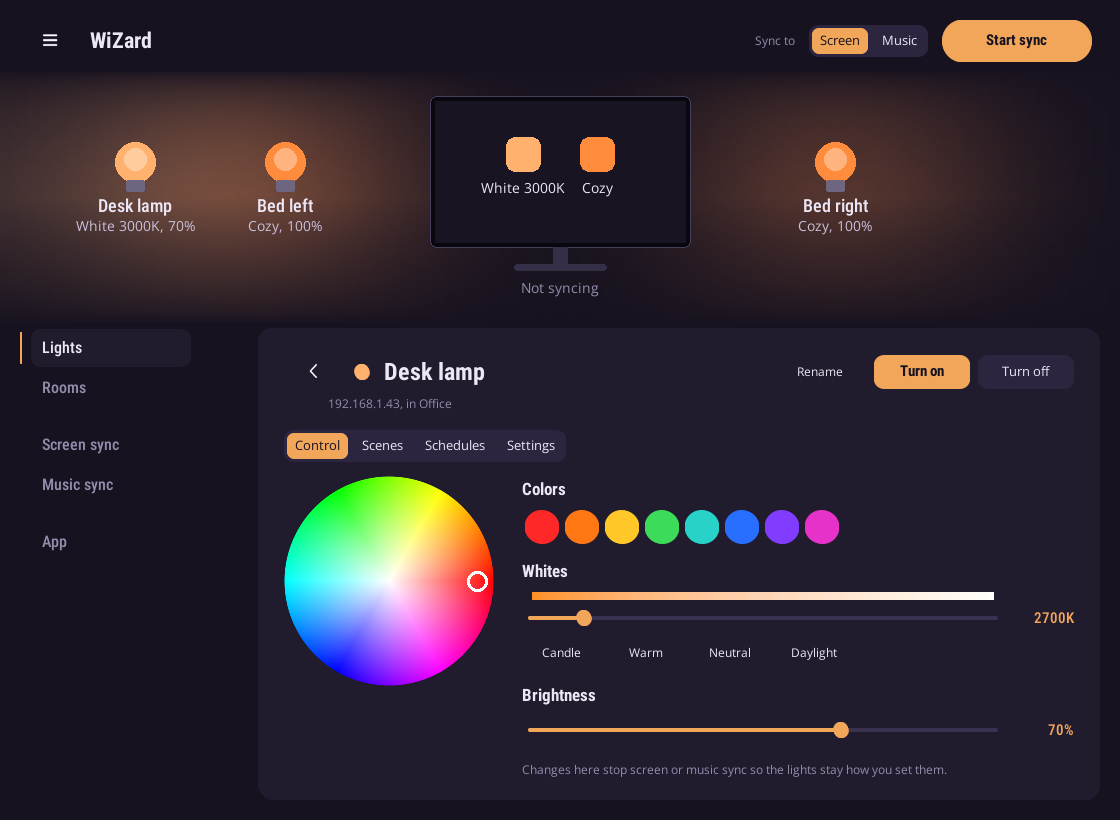 WiZard
Sync to
Screen
Music
Start sync
Desk lamp
White 3000K, 70%
Bed left
Cozy, 100%
White 3000K
Cozy
Bed right
Cozy, 100%
Not syncing
Lights
Rooms
Screen sync
Music sync
App
Desk lamp
192.168.1.43, in Office
Rename
Turn on
Turn off
Control
Scenes
Schedules
Settings
Colors
Whites
2700K
Candle
Warm
Neutral
Daylight
Brightness
70%
Changes here stop screen or music sync so the lights stay how you set them.